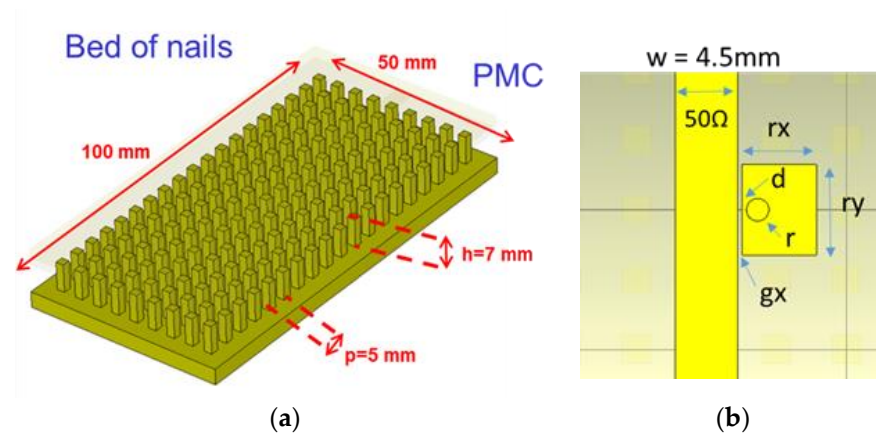 Bed of nails
50 mm
PMC
100 mm
h=7 mm
p=5 mm
(a)
w = 4.5mm
50Ω
rx
d
ry
r
gx
(b)